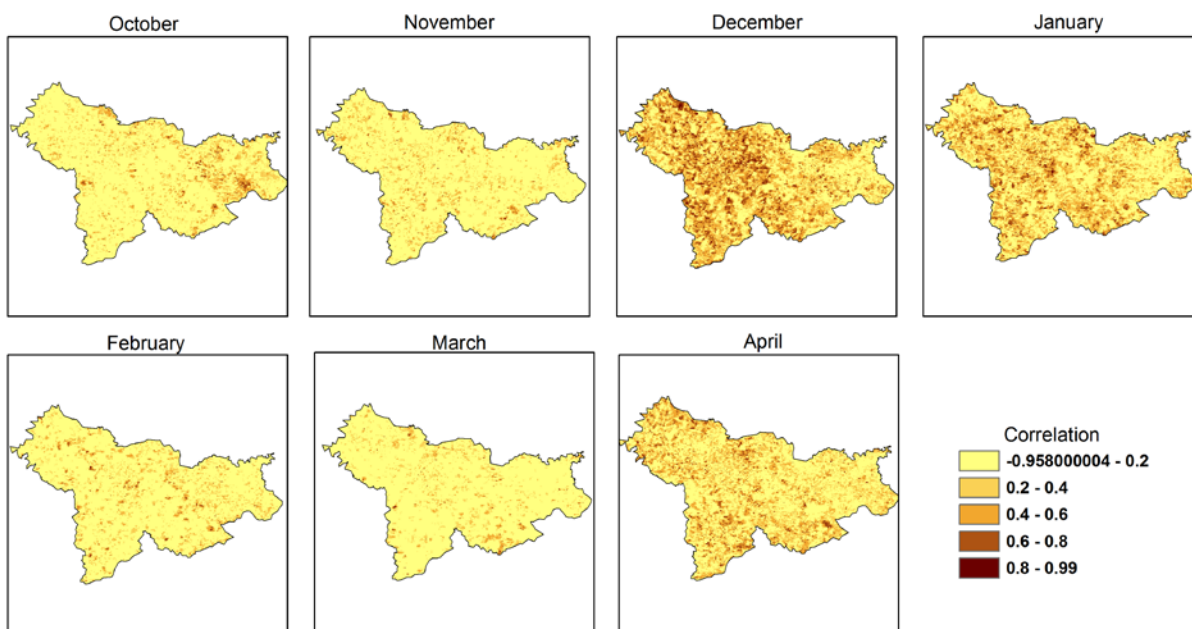 October
November
December
January
February
March
April
Correlation
-0.958000004 - 0.2
0.2 - 0.4
0.4 - 0.6
0.6 - 0.8
0.8 - 0.99